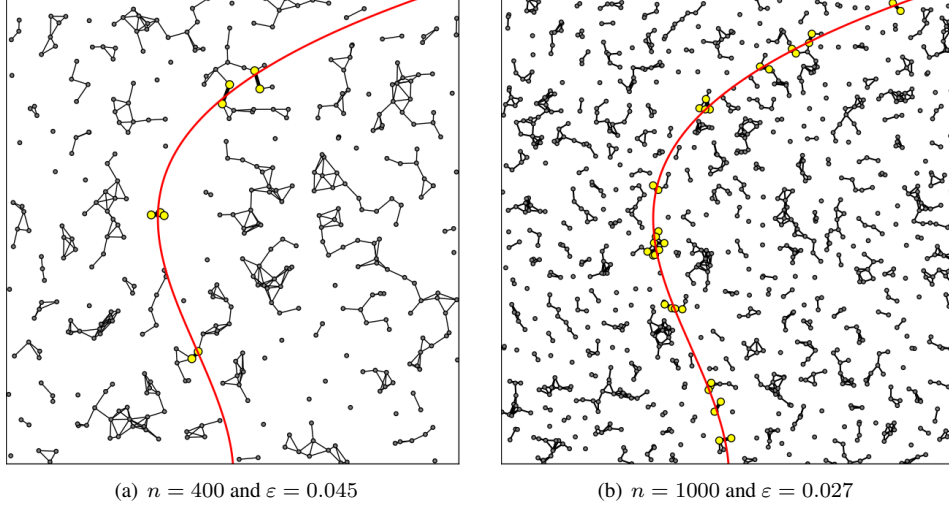 (a) n = 400 and ε = 0.045
(b) n = 1000 and ε = 0.027